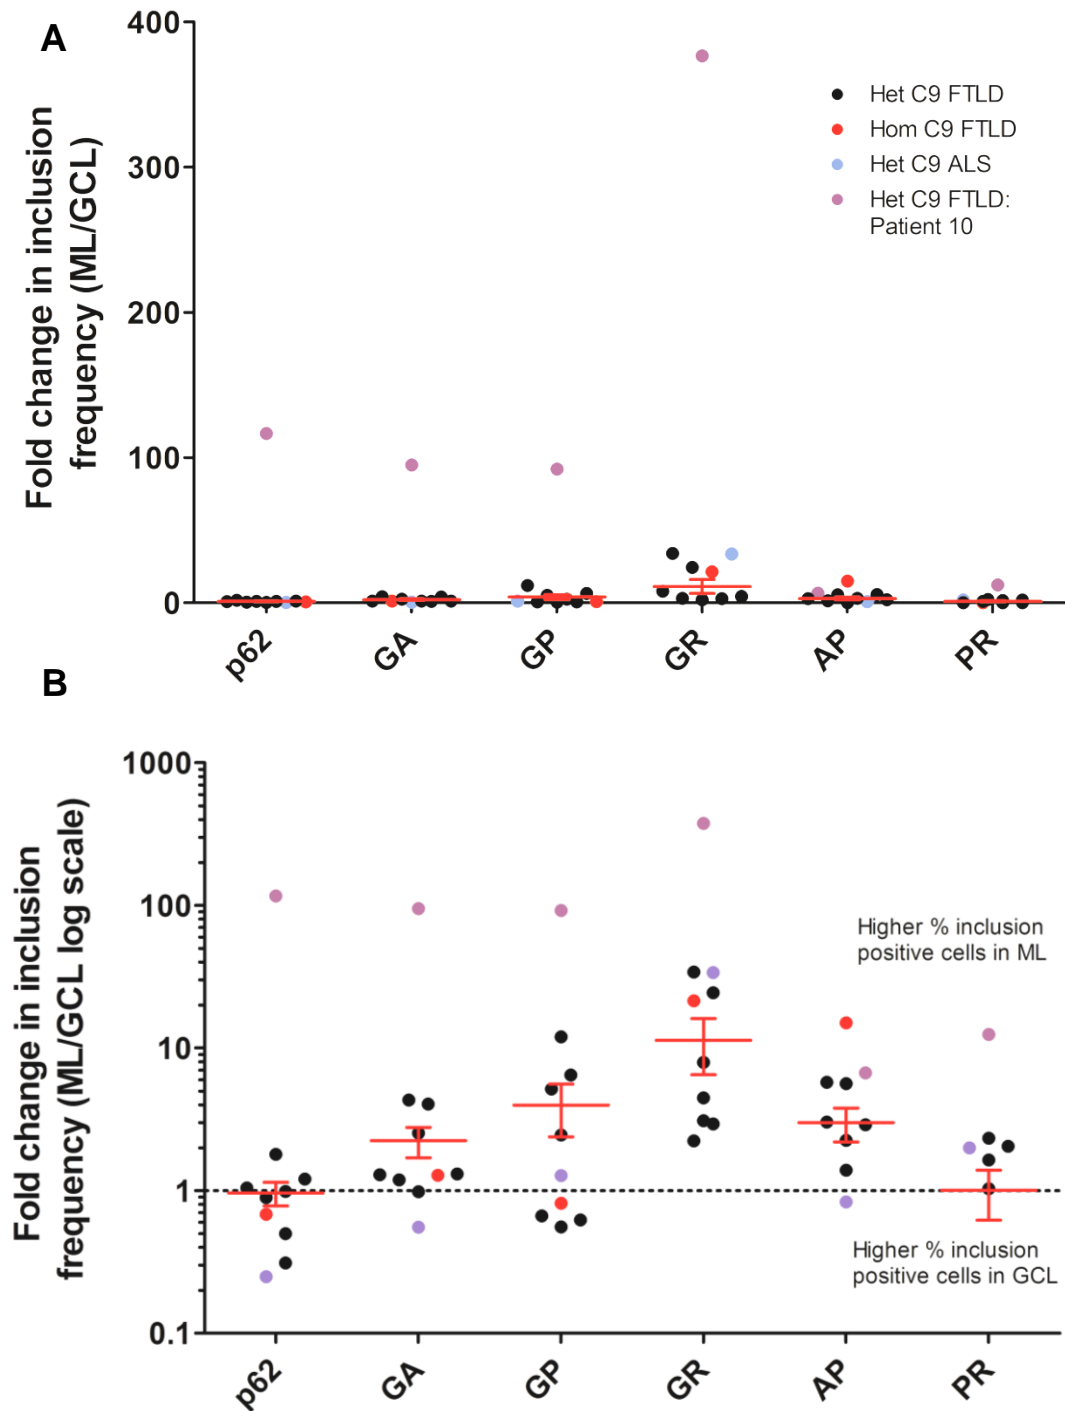 A
Fold change in inclusion
frequency (ML/GCL)
400
300
200
100
0
Het C9 FTLD
Hom C9 FTLD
Het C9 ALS
Het C9 FTLD:
Patient 10
p62
GA
GP
GR
AP
PR
B
Fold change in inclusion
frequency (ML/GCL log scale)
1000
100
10
1
0.1
Higher % inclusion
positive cells in ML
Higher % inclusion
positive cells in GCL
p62
GA
GP
GR
AP
PR